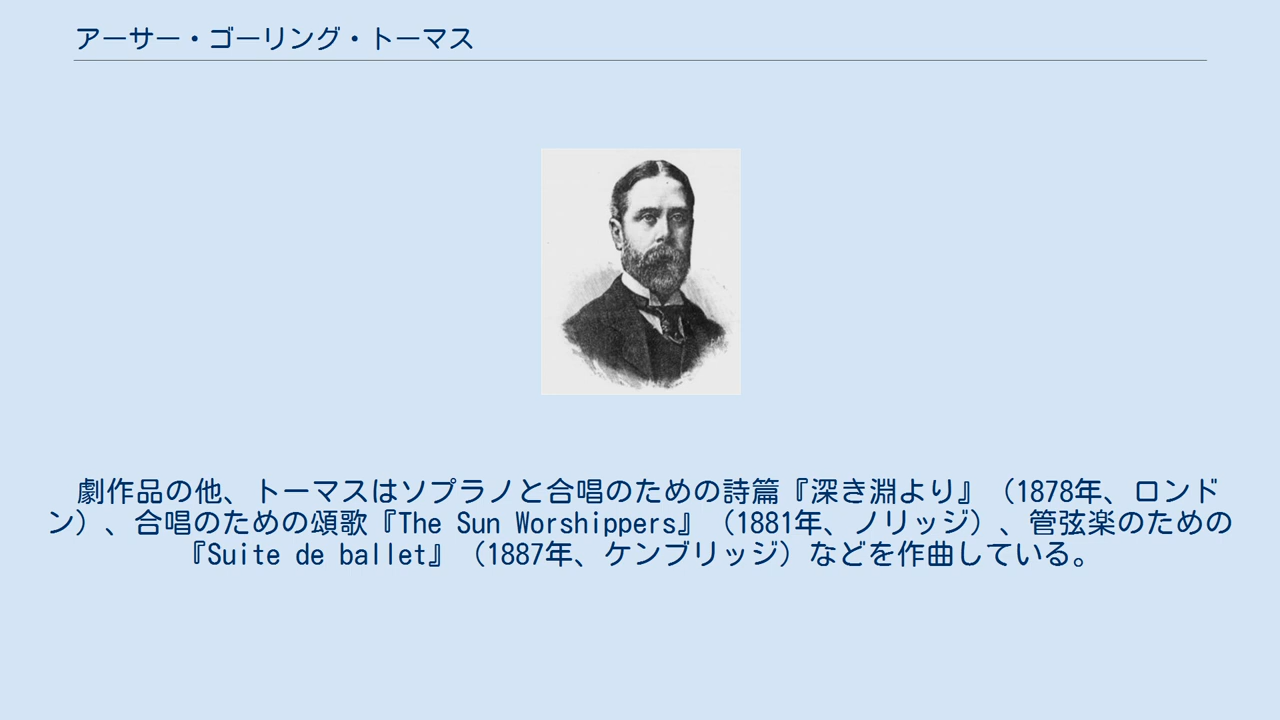 アーサー・ゴーリング・トーマス
劇作品の他、トーマスはソプラノと合唱のための詩篇『深き淵より』（1878年、ロンド
ン）、合唱のための頌歌『The Sun Worshippers』（1881年、ノリッジ）、管弦楽のための
『Suite de ballet』（1887年、ケンブリッジ）などを作曲している。